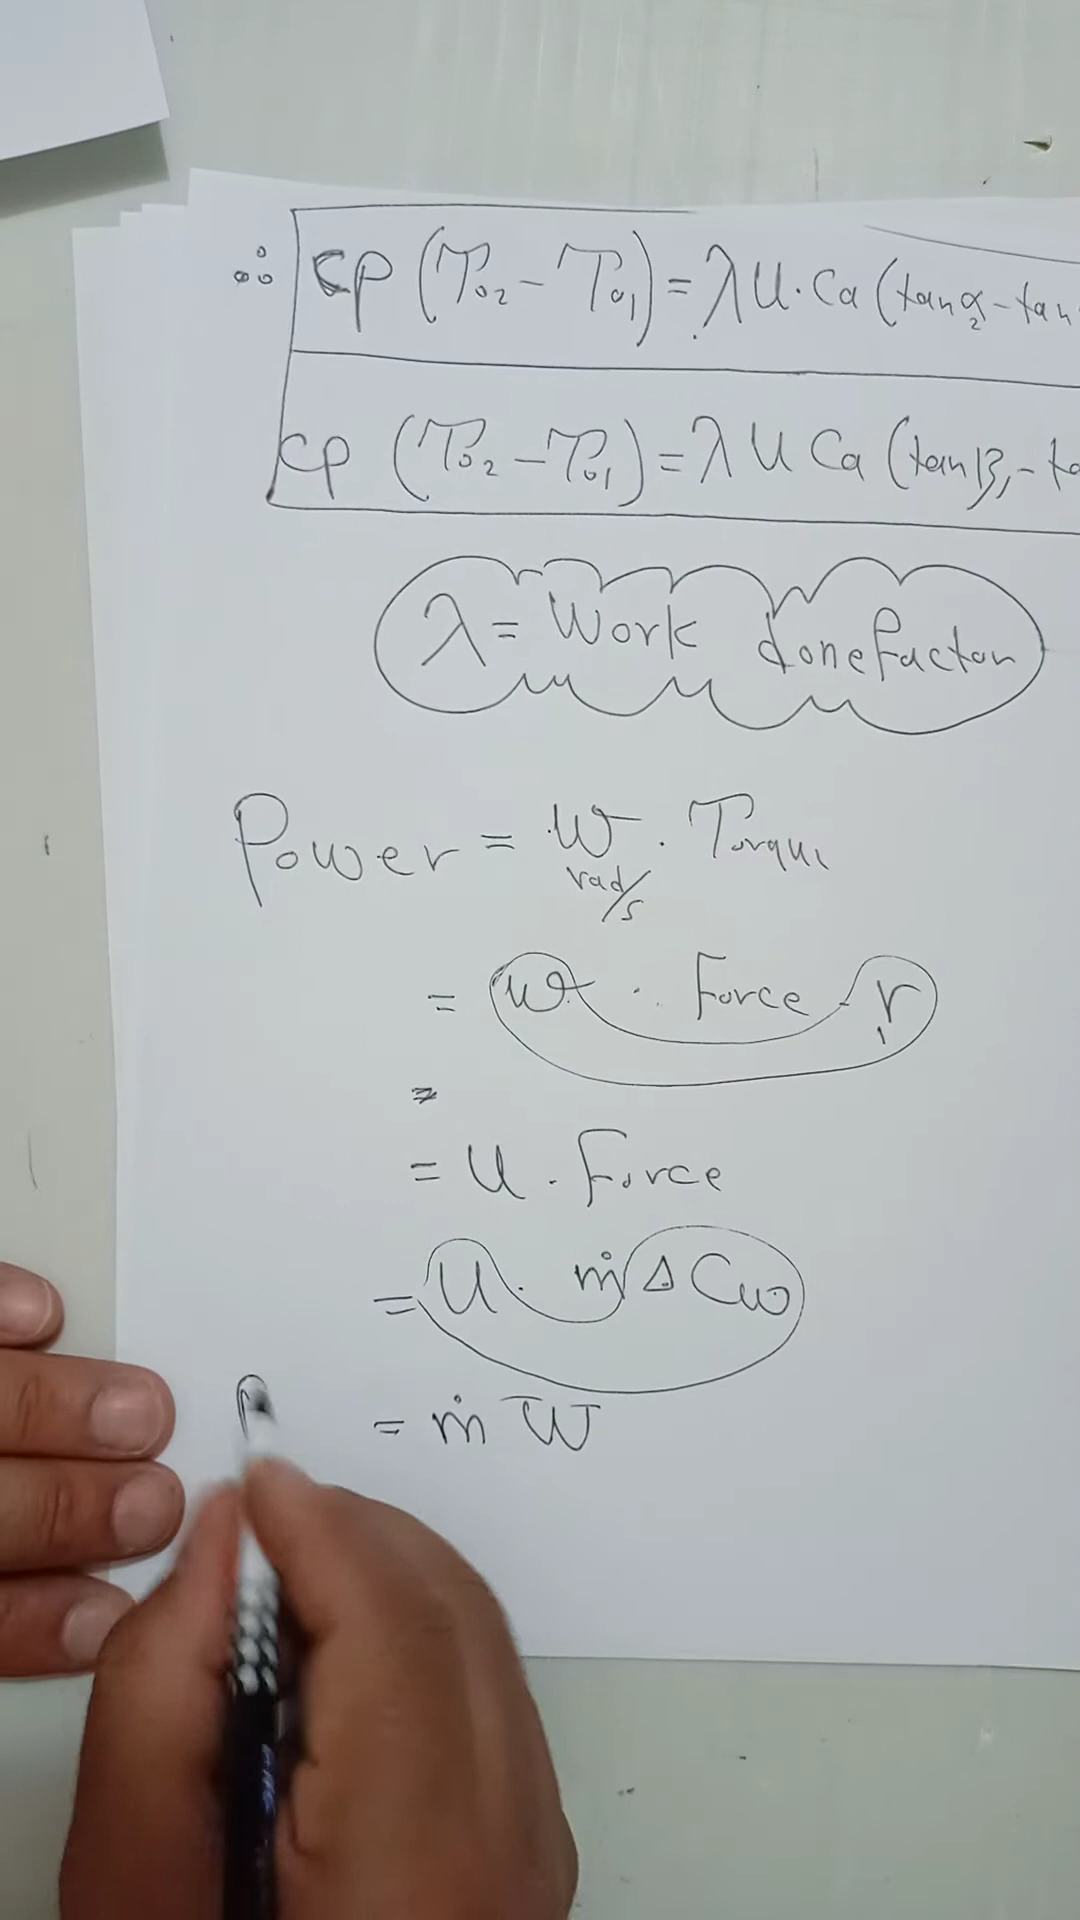 ∴ Cp (T₀₂ - T₀₁) = λ U . Ca (tan α₂ - tan
Cp (T₀₂ - T₀₁) = λ U Ca (tan β₁ -
λ = Work done Factor
Power = ω . Torque
rad/s
= ω . Force . r
=
= U . Force
= U . ṁ Δ Cw
= ṁ W